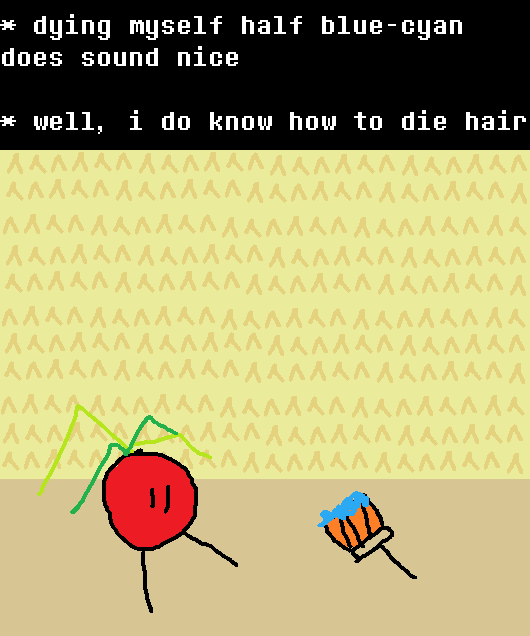 * dying myself half blue-cyan
does sound nice
* well, i do know how to die hair